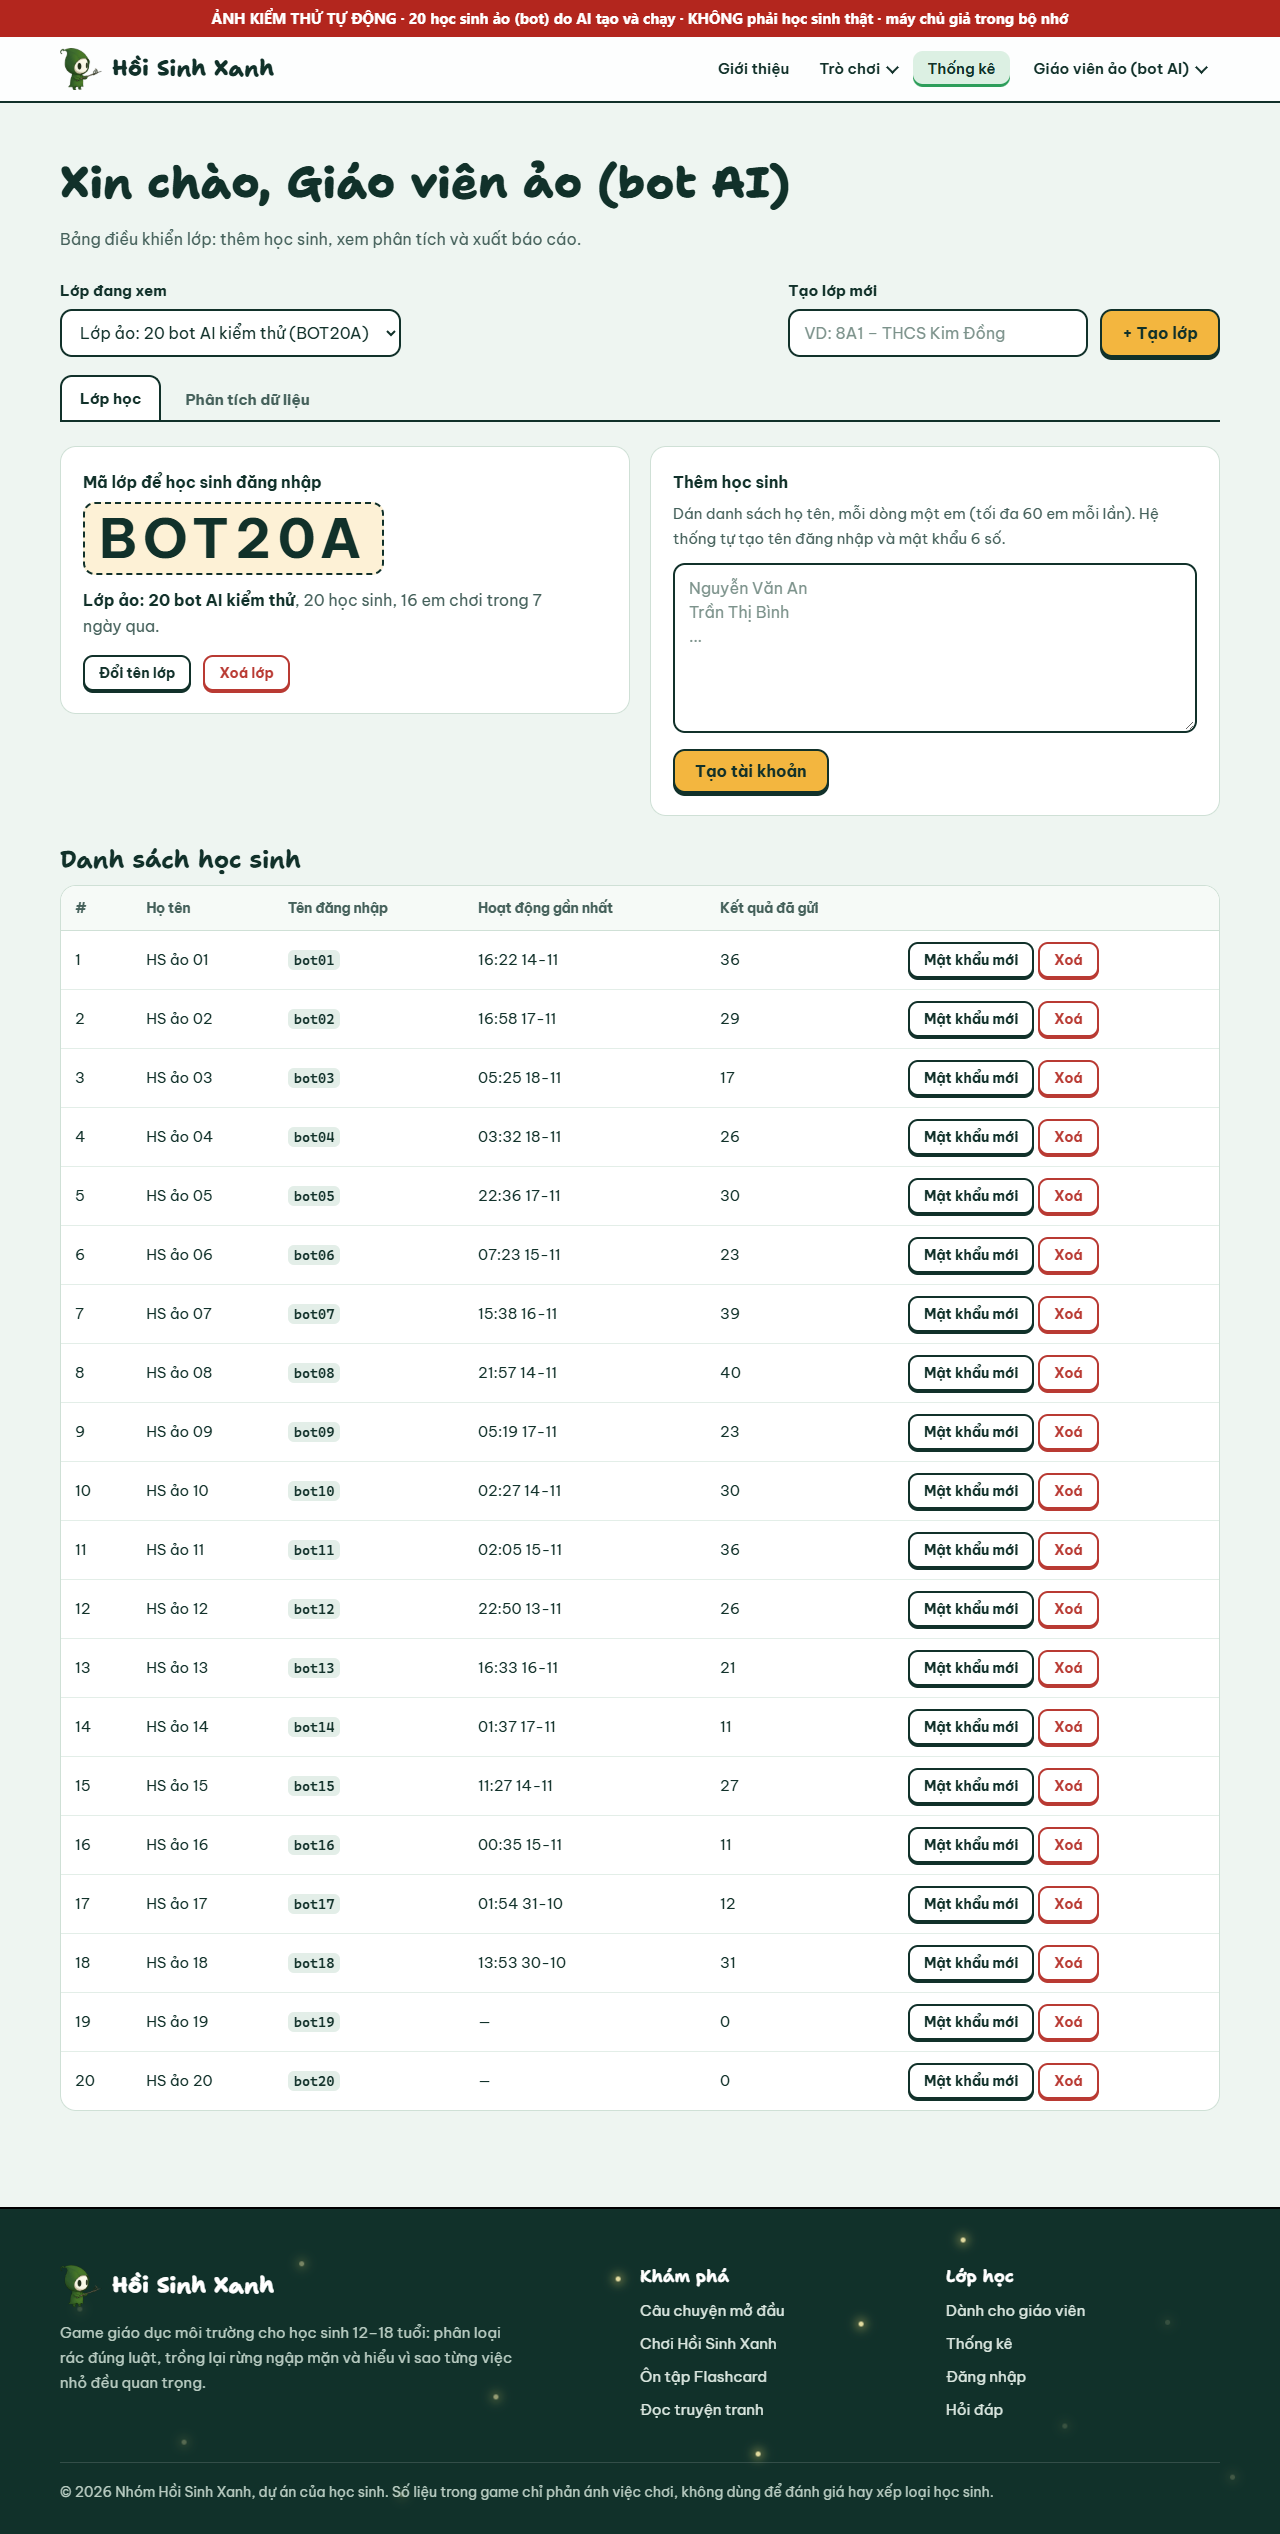 ẢNH KIỂM THỬ TỰ ĐỘNG · 20 học sinh ảo (bot) do AI tạo và chạy · KHÔNG phải học sinh thật · máy chủ giả trong bộ nhớ
Hồi Sinh Xanh
Giới thiệu
Trò chơi
Thống kê
Giáo viên ảo (bot AI)
Xin chào, Giáo viên ảo (bot AI)
Bảng điều khiển lớp: thêm học sinh, xem phân tích và xuất báo cáo.
Lớp đang xem
Lớp ảo: 20 bot AI kiểm thử (BOT20A)
Tạo lớp mới
VD: 8A1 – THCS Kim Đồng
+ Tạo lớp
Lớp học
Phân tích dữ liệu
Mã lớp để học sinh đăng nhập
BOT20A
Lớp ảo: 20 bot AI kiểm thử, 20 học sinh, 16 em chơi trong 7
ngày qua.
Đổi tên lớp
Xoá lớp
Thêm học sinh
Dán danh sách họ tên, mỗi dòng một em (tối đa 60 em mỗi lần). Hệ
thống tự tạo tên đăng nhập và mật khẩu 6 số.
Nguyễn Văn An
Trần Thị Bình
...
Tạo tài khoản
Danh sách học sinh
# Họ tên Tên đăng nhập Hoạt động gần nhất Kết quả đã gửi
1 HS ảo 01 bot01 16:22 14-11 36 Mật khẩu mới Xoá
2 HS ảo 02 bot02 16:58 17-11 29 Mật khẩu mới Xoá
3 HS ảo 03 bot03 05:25 18-11 17 Mật khẩu mới Xoá
4 HS ảo 04 bot04 03:32 18-11 26 Mật khẩu mới Xoá
5 HS ảo 05 bot05 22:36 17-11 30 Mật khẩu mới Xoá
6 HS ảo 06 bot06 07:23 15-11 23 Mật khẩu mới Xoá
7 HS ảo 07 bot07 15:38 16-11 39 Mật khẩu mới Xoá
8 HS ảo 08 bot08 21:57 14-11 40 Mật khẩu mới Xoá
9 HS ảo 09 bot09 05:19 17-11 23 Mật khẩu mới Xoá
10 HS ảo 10 bot10 02:27 14-11 30 Mật khẩu mới Xoá
11 HS ảo 11 bot11 02:05 15-11 36 Mật khẩu mới Xoá
12 HS ảo 12 bot12 22:50 13-11 26 Mật khẩu mới Xoá
13 HS ảo 13 bot13 16:33 16-11 21 Mật khẩu mới Xoá
14 HS ảo 14 bot14 01:37 17-11 11 Mật khẩu mới Xoá
15 HS ảo 15 bot15 11:27 14-11 27 Mật khẩu mới Xoá
16 HS ảo 16 bot16 00:35 15-11 11 Mật khẩu mới Xoá
17 HS ảo 17 bot17 01:54 31-10 12 Mật khẩu mới Xoá
18 HS ảo 18 bot18 13:53 30-10 31 Mật khẩu mới Xoá
19 HS ảo 19 bot19 — 0 Mật khẩu mới Xoá
20 HS ảo 20 bot20 — 0 Mật khẩu mới Xoá
Hồi Sinh Xanh
Game giáo dục môi trường cho học sinh 12–18 tuổi: phân loại
rác đúng luật, trồng lại rừng ngập mặn và hiểu vì sao từng việc
nhỏ đều quan trọng.
Khám phá
Câu chuyện mở đầu
Chơi Hồi Sinh Xanh
Ôn tập Flashcard
Đọc truyện tranh
Lớp học
Dành cho giáo viên
Thống kê
Đăng nhập
Hỏi đáp
© 2026 Nhóm Hồi Sinh Xanh, dự án của học sinh. Số liệu trong game chỉ phản ánh việc chơi, không dùng để đánh giá hay xếp loại học sinh.